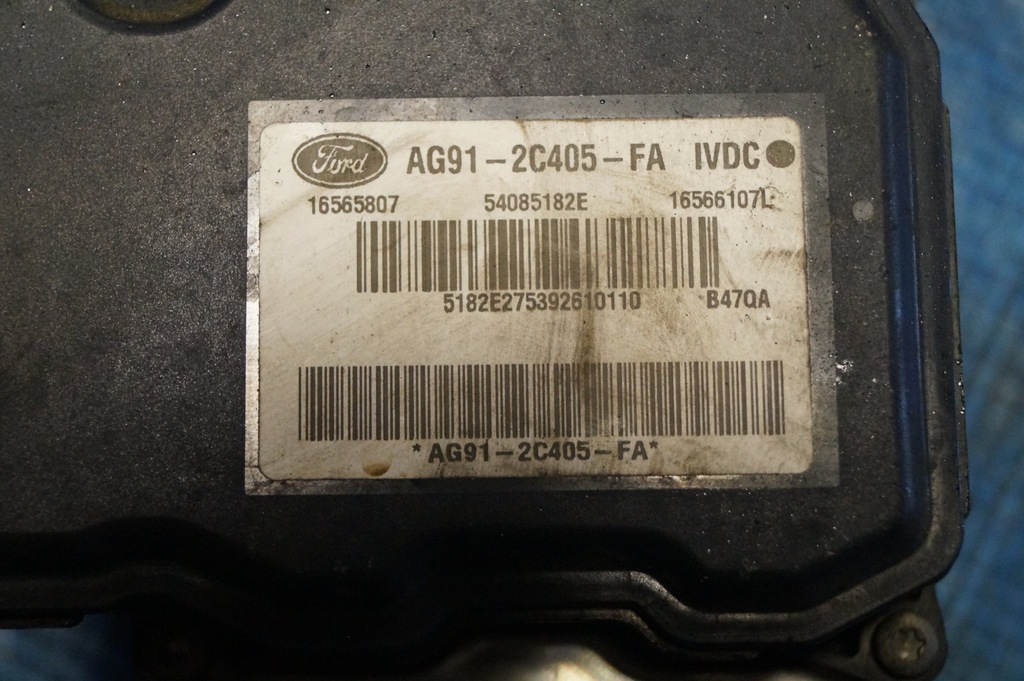 Ford AG91-2C405-FA IVDC
16565807 54085182E 16566107L
5182E275392610110 B47QA
*AG91-2C405-FA*